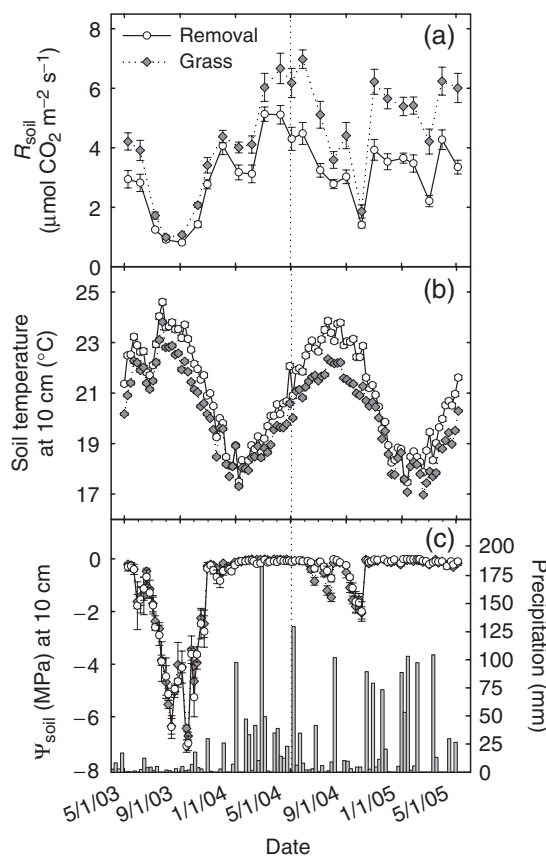 Removal
Grass
(a)
R_soil
(µmol CO₂ m⁻² s⁻¹)
8
6
4
2
0
(b)
Soil temperature
at 10 cm (°C)
25
23
21
19
17
(c)
Ψ_soil (MPa) at 10 cm
0
−2
−4
−6
−8
200
175
150
125
100
75
50
25
0
Precipitation (mm)
5/1/03
9/1/03
1/1/04
5/1/04
9/1/04
1/1/05
5/1/05
Date